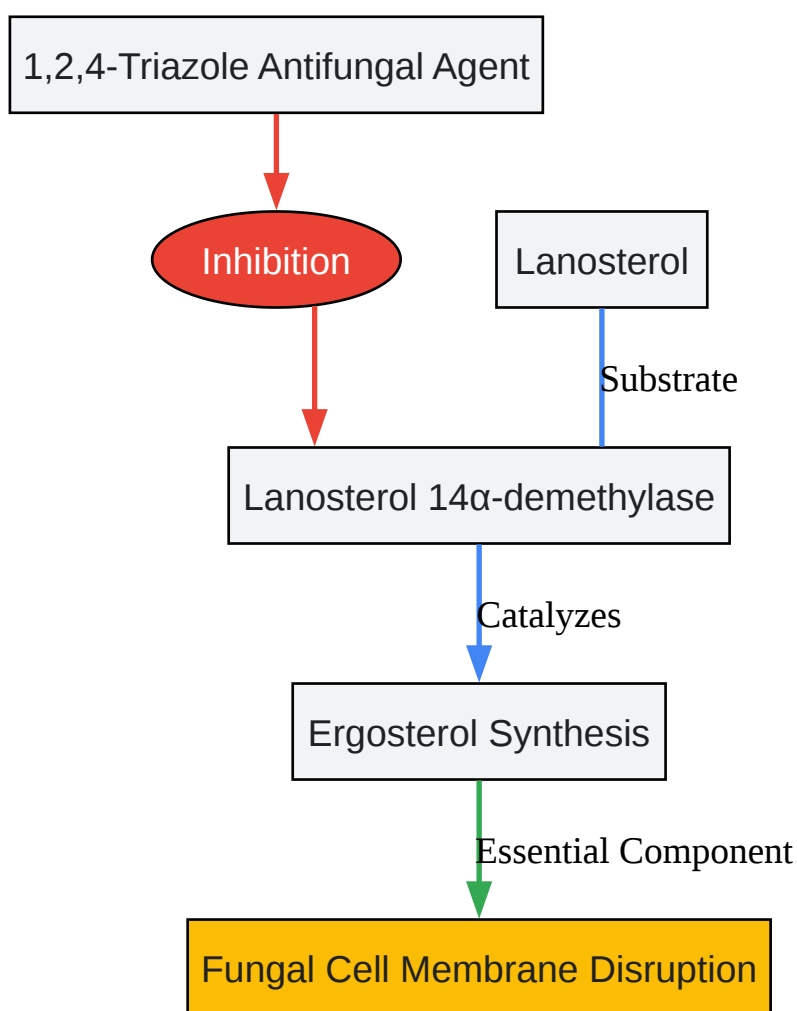 1,2,4-Triazole Antifungal Agent
Inhibition
Lanosterol
Substrate
Lanosterol 14α-demethylase
Catalyzes
Ergosterol Synthesis
Essential Component
Fungal Cell Membrane Disruption